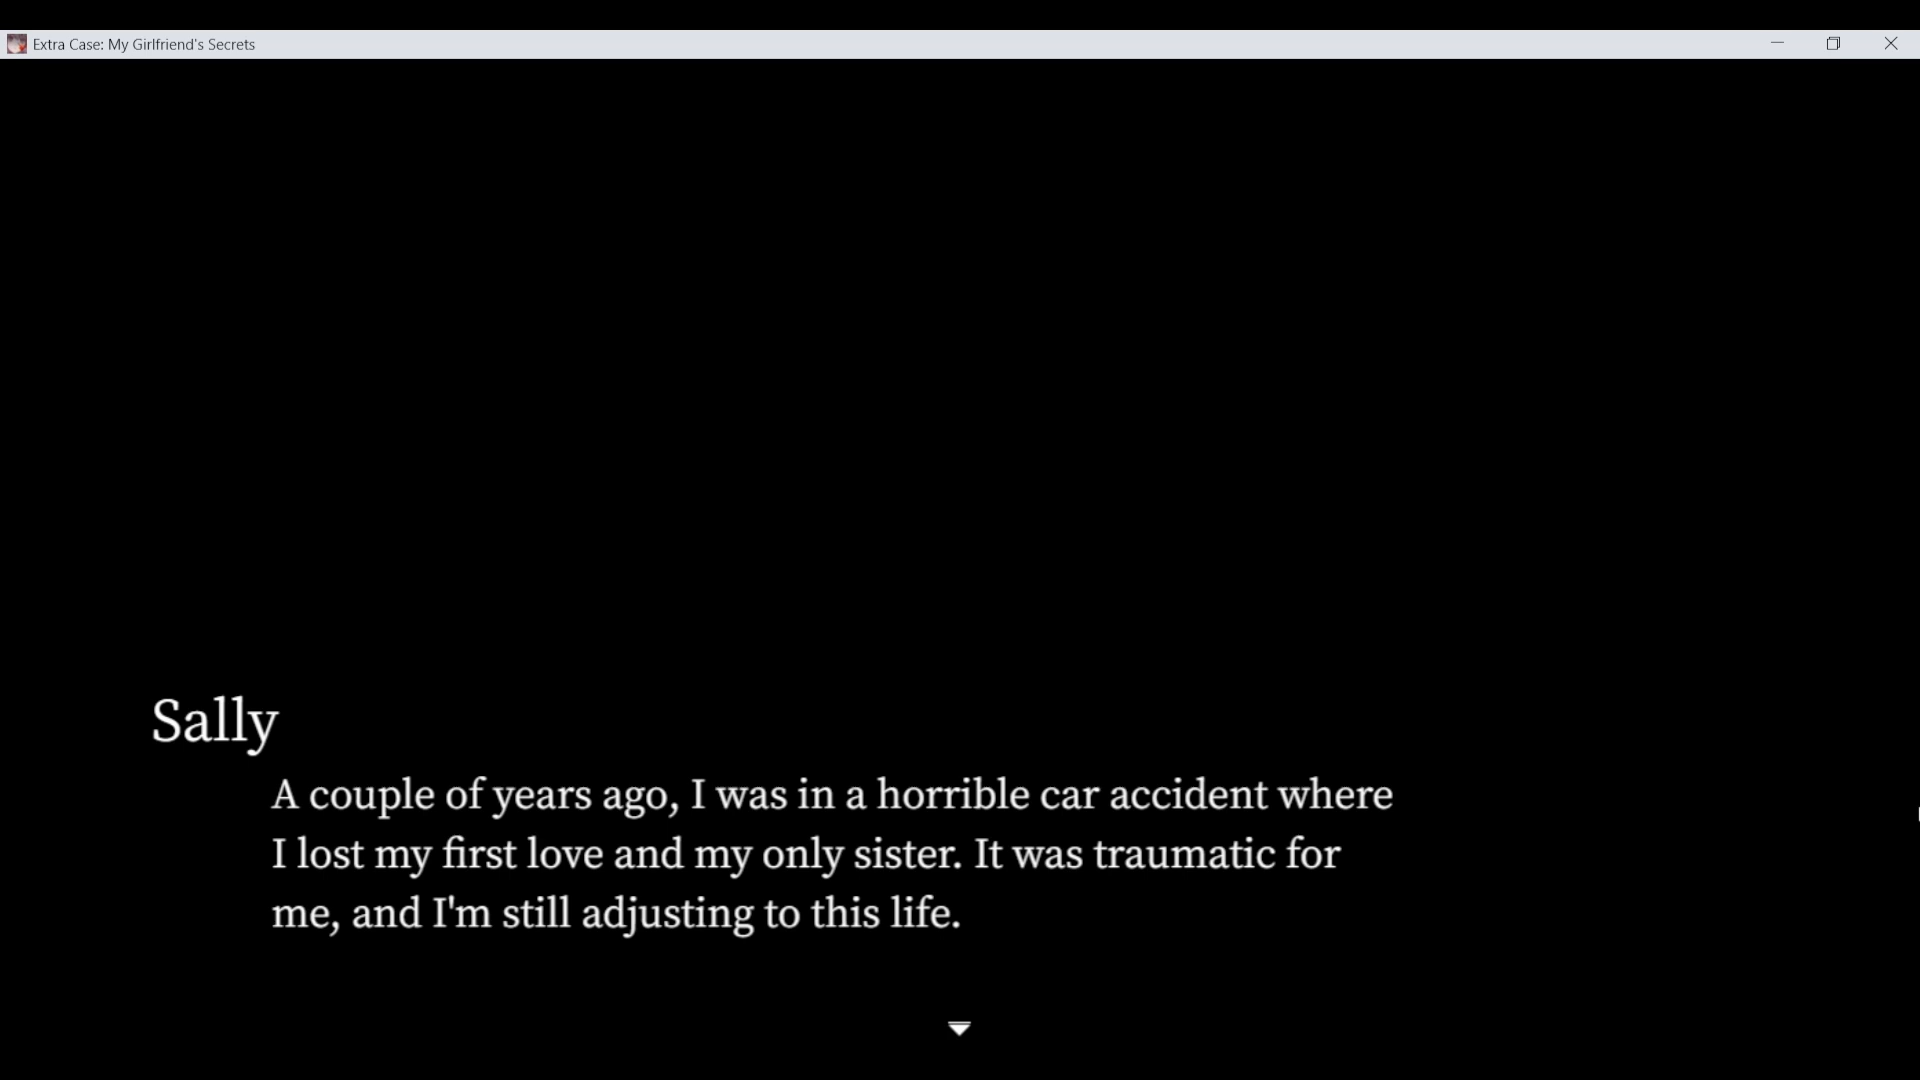 Extra Case: My Girlfriend's Secrets
Sally
A couple of years ago, I was in a horrible car accident where
I lost my first love and my only sister. It was traumatic for
me, and I'm still adjusting to this life.